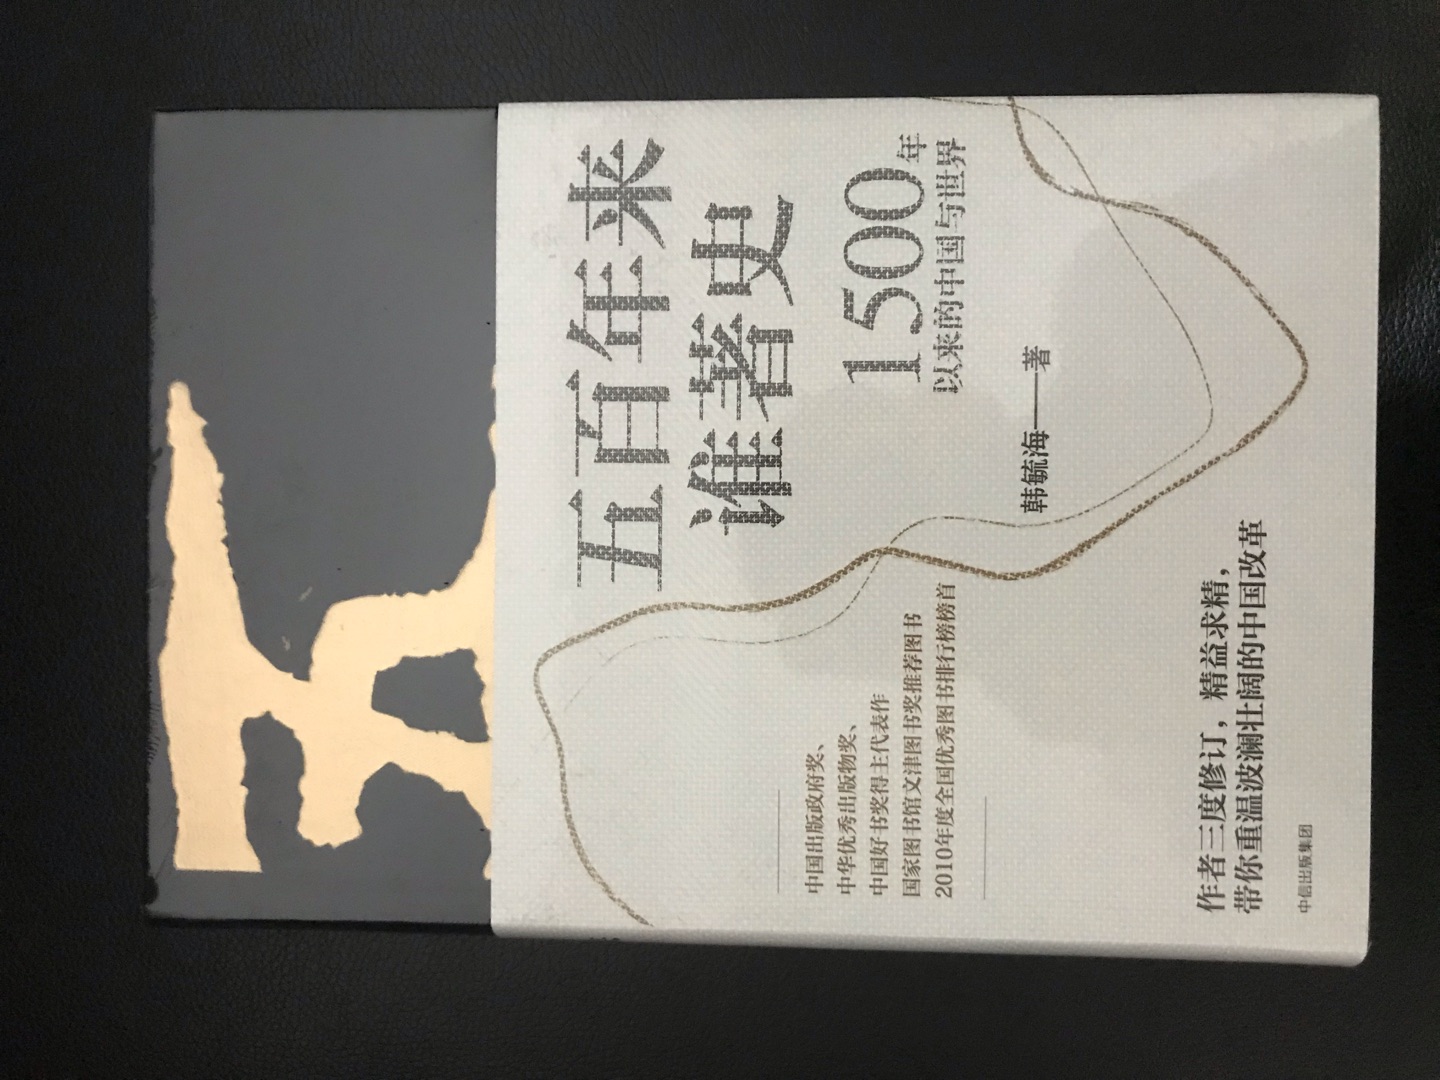 五百年来
谁著史
1500年
以来的中国与世界
韩毓海——著
中国出版政府奖、
中华优秀出版物奖、
中国好书奖得主代表作
国家图书馆文津图书奖推荐图书
2010年度全国优秀图书排行榜榜首
作者三度修订，精益求精，
带你重温波澜壮阔的中国改革
中信出版集团